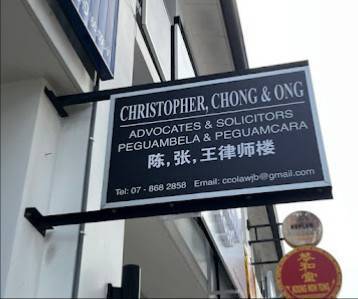 CHRISTOPHER, CHONG & ONG
ADVOCATES & SOLICITORS
PEGUAMBELA & PEGUAMCARA
陈,张,王律师楼
Tel: 07 - 868 2858 Email: ccolawjb@gmail.com